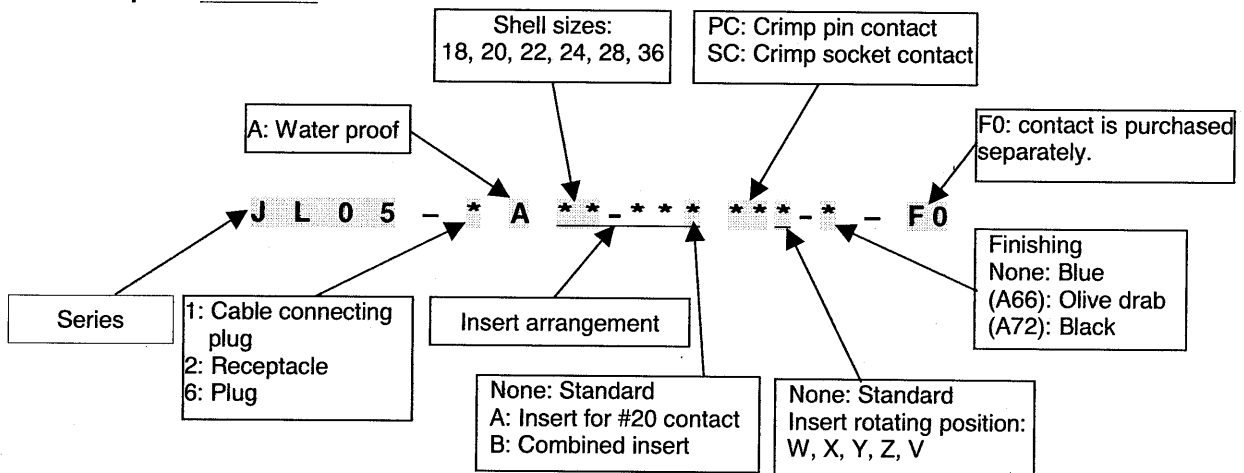 Shell sizes:
18, 20, 22, 24, 28, 36
PC: Crimp pin contact
SC: Crimp socket contact
A: Water proof
F0: contact is purchased
separately.
J L 0 5 – * A **-*** ***-* – F0
Series
1: Cable connecting
plug
2: Receptacle
6: Plug
Insert arrangement
Finishing
None: Blue
(A66): Olive drab
(A72): Black
None: Standard
A: Insert for #20 contact
B: Combined insert
None: Standard
Insert rotating position:
W, X, Y, Z, V